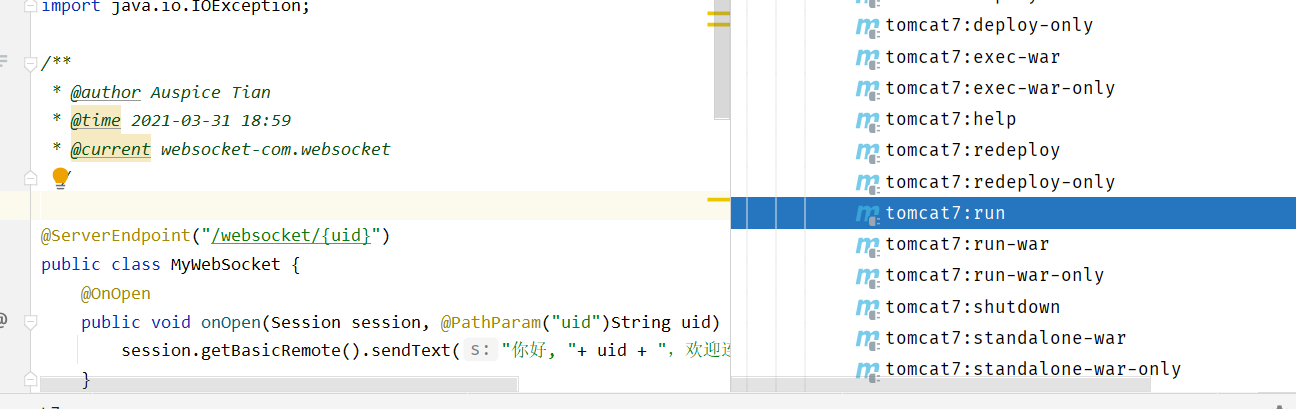 import java.io.IOException;
/**
* @author Auspice Tian
* @time 2021-03-31 18:59
* @current websocket-com.websocket
@ServerEndpoint("/websocket/{uid}")
public class MyWebSocket {
@OnOpen
public void onOpen(Session session, @PathParam("uid")String uid)
session.getBasicRemote().sendText( s: "你好, "+ uid + ", 欢迎
}
tomcat7:deploy-only
tomcat7:exec-war
tomcat7:exec-war-only
tomcat7:help
tomcat7:redeploy
tomcat7:redeploy-only
tomcat7:run
tomcat7:run-war
tomcat7:run-war-only
tomcat7:shutdown
tomcat7:standalone-war
tomcat7:standalone-war-only